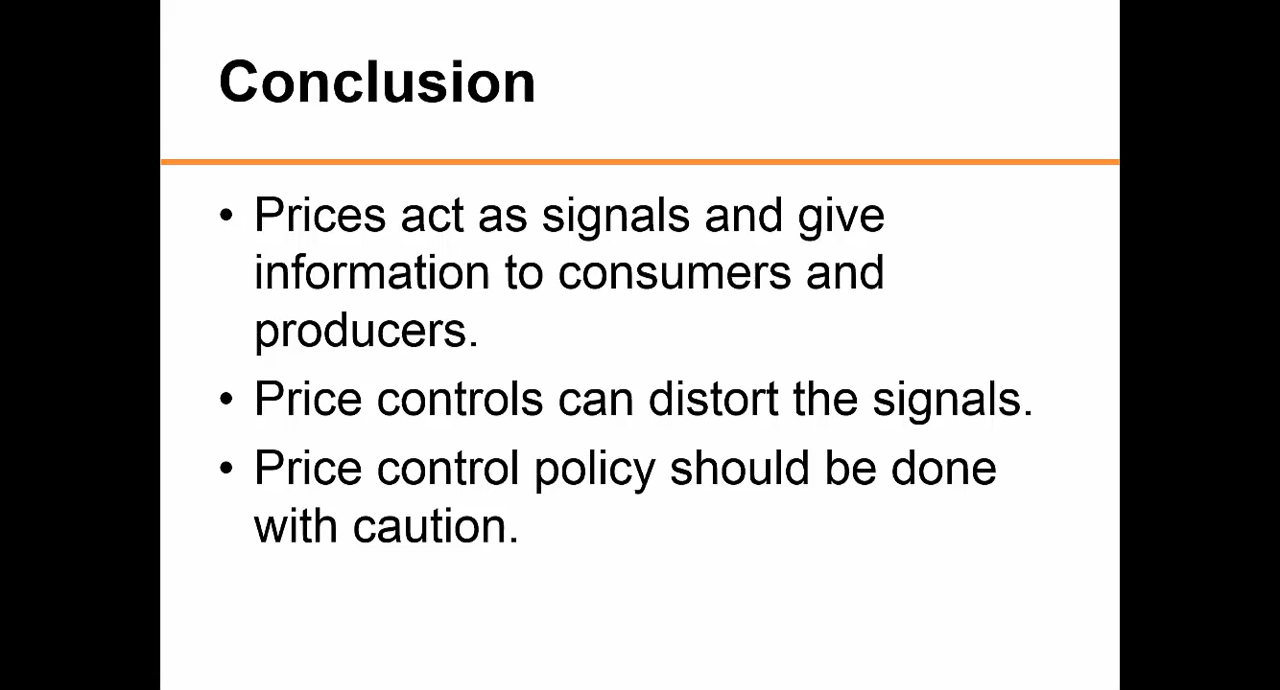 Conclusion
• Prices act as signals and give
information to consumers and
producers.
• Price controls can distort the signals.
• Price control policy should be done
with caution.